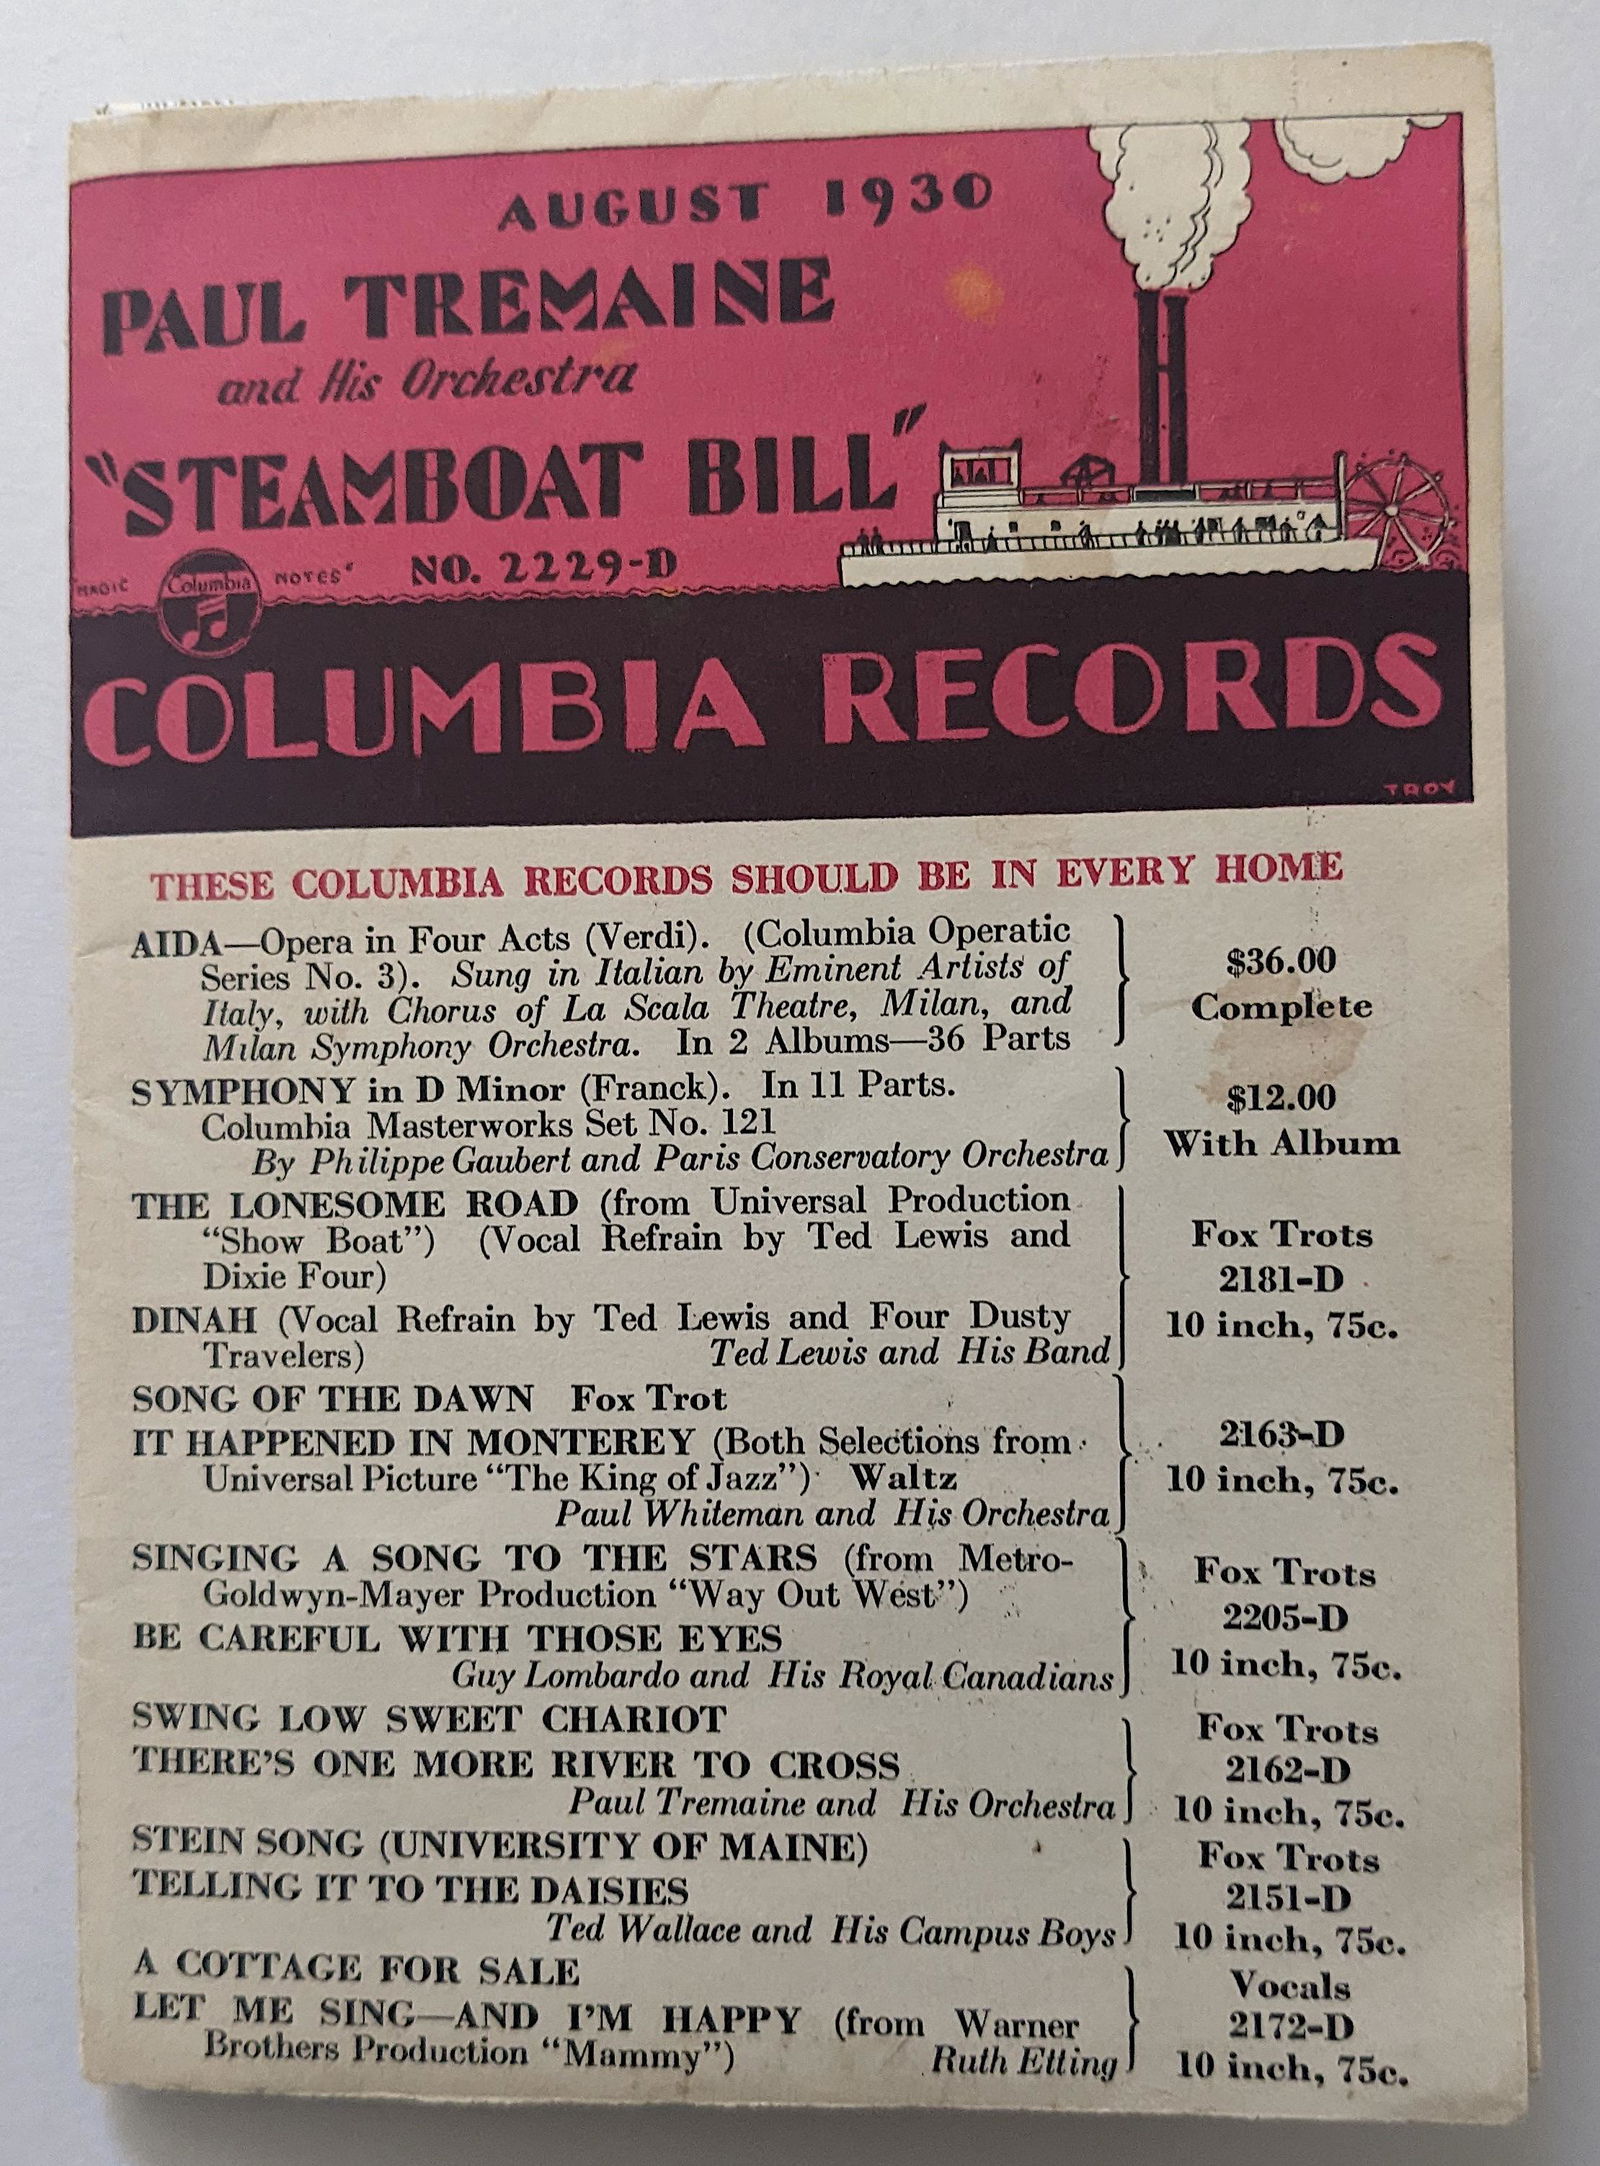 AUGUST 1930
PAUL TREMAINE
and His Orchestra
"STEAMBOAT BILL"
NO. 2229-D
"MAGIC Columbia NOTES"
COLUMBIA RECORDS
TROY
THESE COLUMBIA RECORDS SHOULD BE IN EVERY HOME
AIDA—Opera in Four Acts (Verdi). (Columbia Operatic
Series No. 3). Sung in Italian by Eminent Artists of
Italy, with Chorus of La Scala Theatre, Milan, and
Milan Symphony Orchestra. In 2 Albums—36 Parts
$36.00
Complete
SYMPHONY in D Minor (Franck). In 11 Parts.
Columbia Masterworks Set No. 121
By Philippe Gaubert and Paris Conservatory Orchestra
$12.00
With Album
THE LONESOME ROAD (from Universal Production
"Show Boat") (Vocal Refrain by Ted Lewis and
Dixie Four)
DINAH (Vocal Refrain by Ted Lewis and Four Dusty
Travelers) Ted Lewis and His Band
Fox Trots
2181-D
10 inch, 75c.
SONG OF THE DAWN Fox Trot
IT HAPPENED IN MONTEREY (Both Selections from
Universal Picture "The King of Jazz") Waltz
Paul Whiteman and His Orchestra
2163-D
10 inch, 75c.
SINGING A SONG TO THE STARS (from Metro-
Goldwyn-Mayer Production "Way Out West")
BE CAREFUL WITH THOSE EYES
Guy Lombardo and His Royal Canadians
Fox Trots
2205-D
10 inch, 75c.
SWING LOW SWEET CHARIOT
THERE'S ONE MORE RIVER TO CROSS
Paul Tremaine and His Orchestra
Fox Trots
2162-D
10 inch, 75c.
STEIN SONG (UNIVERSITY OF MAINE)
TELLING IT TO THE DAISIES
Ted Wallace and His Campus Boys
Fox Trots
2151-D
10 inch, 75c.
A COTTAGE FOR SALE
LET ME SING—AND I'M HAPPY (from Warner
Brothers Production "Mammy") Ruth Etting
Vocals
2172-D
10 inch, 75c.